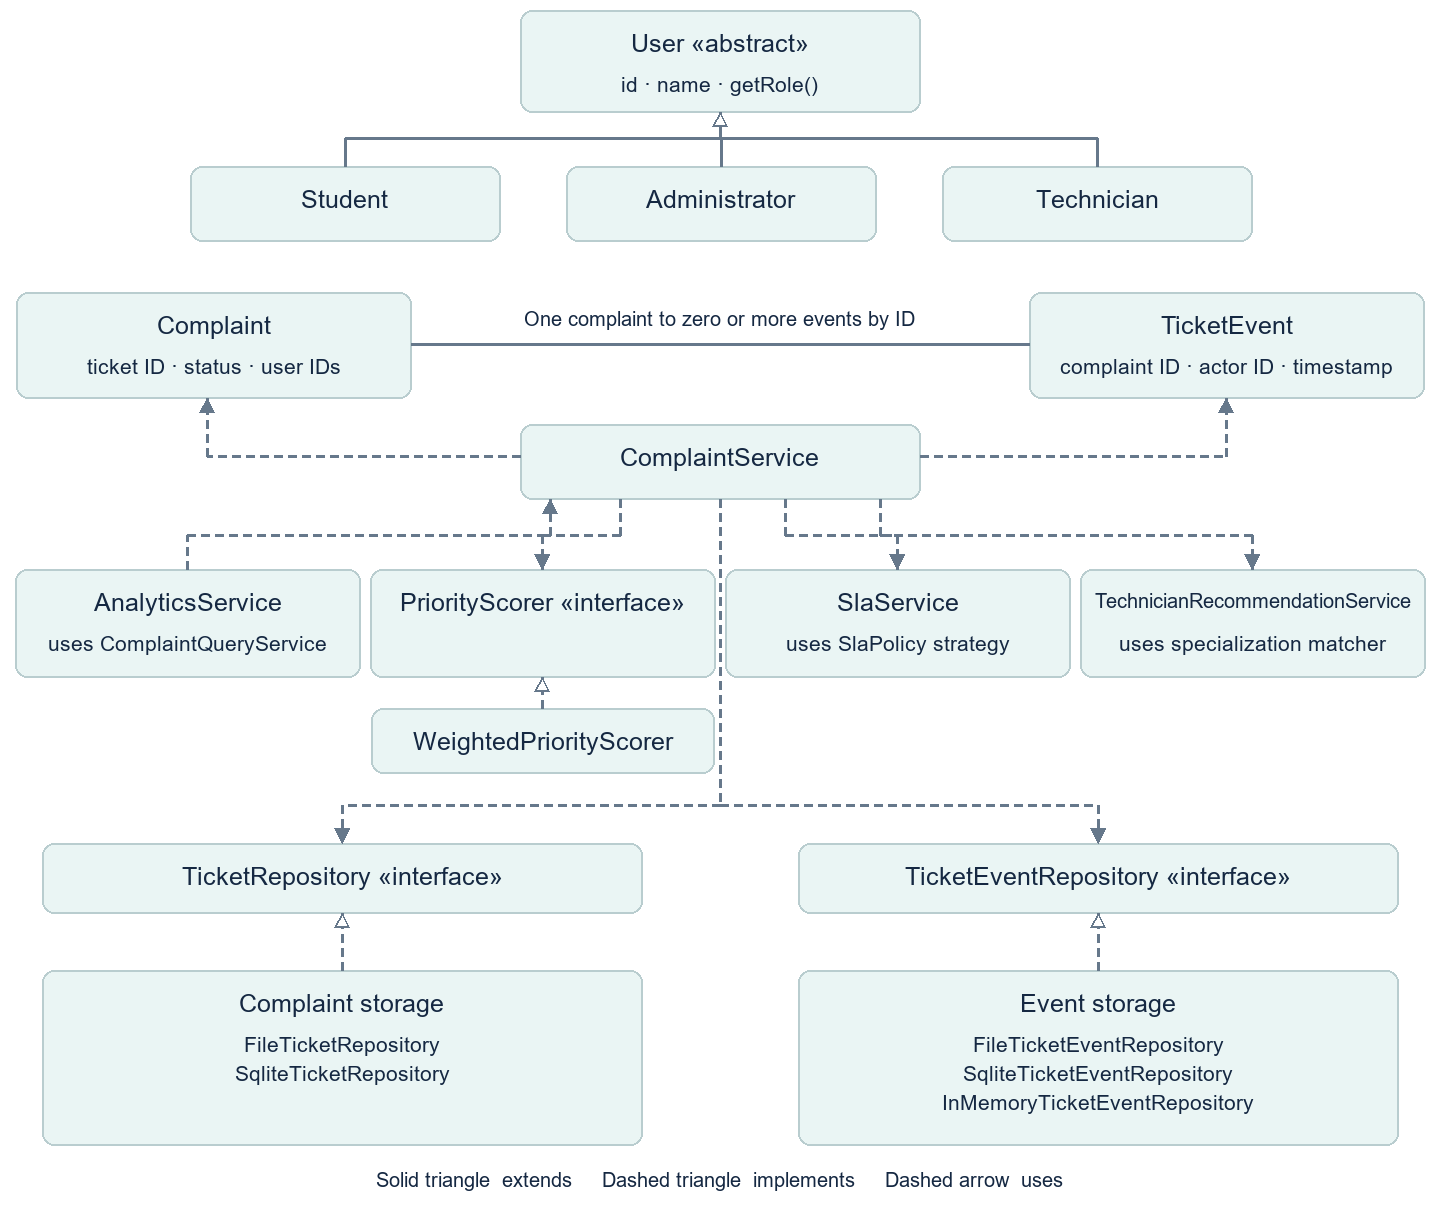 User «abstract»
id · name · getRole()
Student
Administrator
Technician
Complaint
ticket ID · status · user IDs
One complaint to zero or more events by ID
TicketEvent
complaint ID · actor ID · timestamp
ComplaintService
AnalyticsService
uses ComplaintQueryService
PriorityScorer «interface»
SlaService
uses SlaPolicy strategy
TechnicianRecommendationService
uses specialization matcher
WeightedPriorityScorer
TicketRepository «interface»
TicketEventRepository «interface»
Complaint storage
FileTicketRepository
SqliteTicketRepository
Event storage
FileTicketEventRepository
SqliteTicketEventRepository
InMemoryTicketEventRepository
Solid triangle  extends
Dashed triangle  implements
Dashed arrow  uses